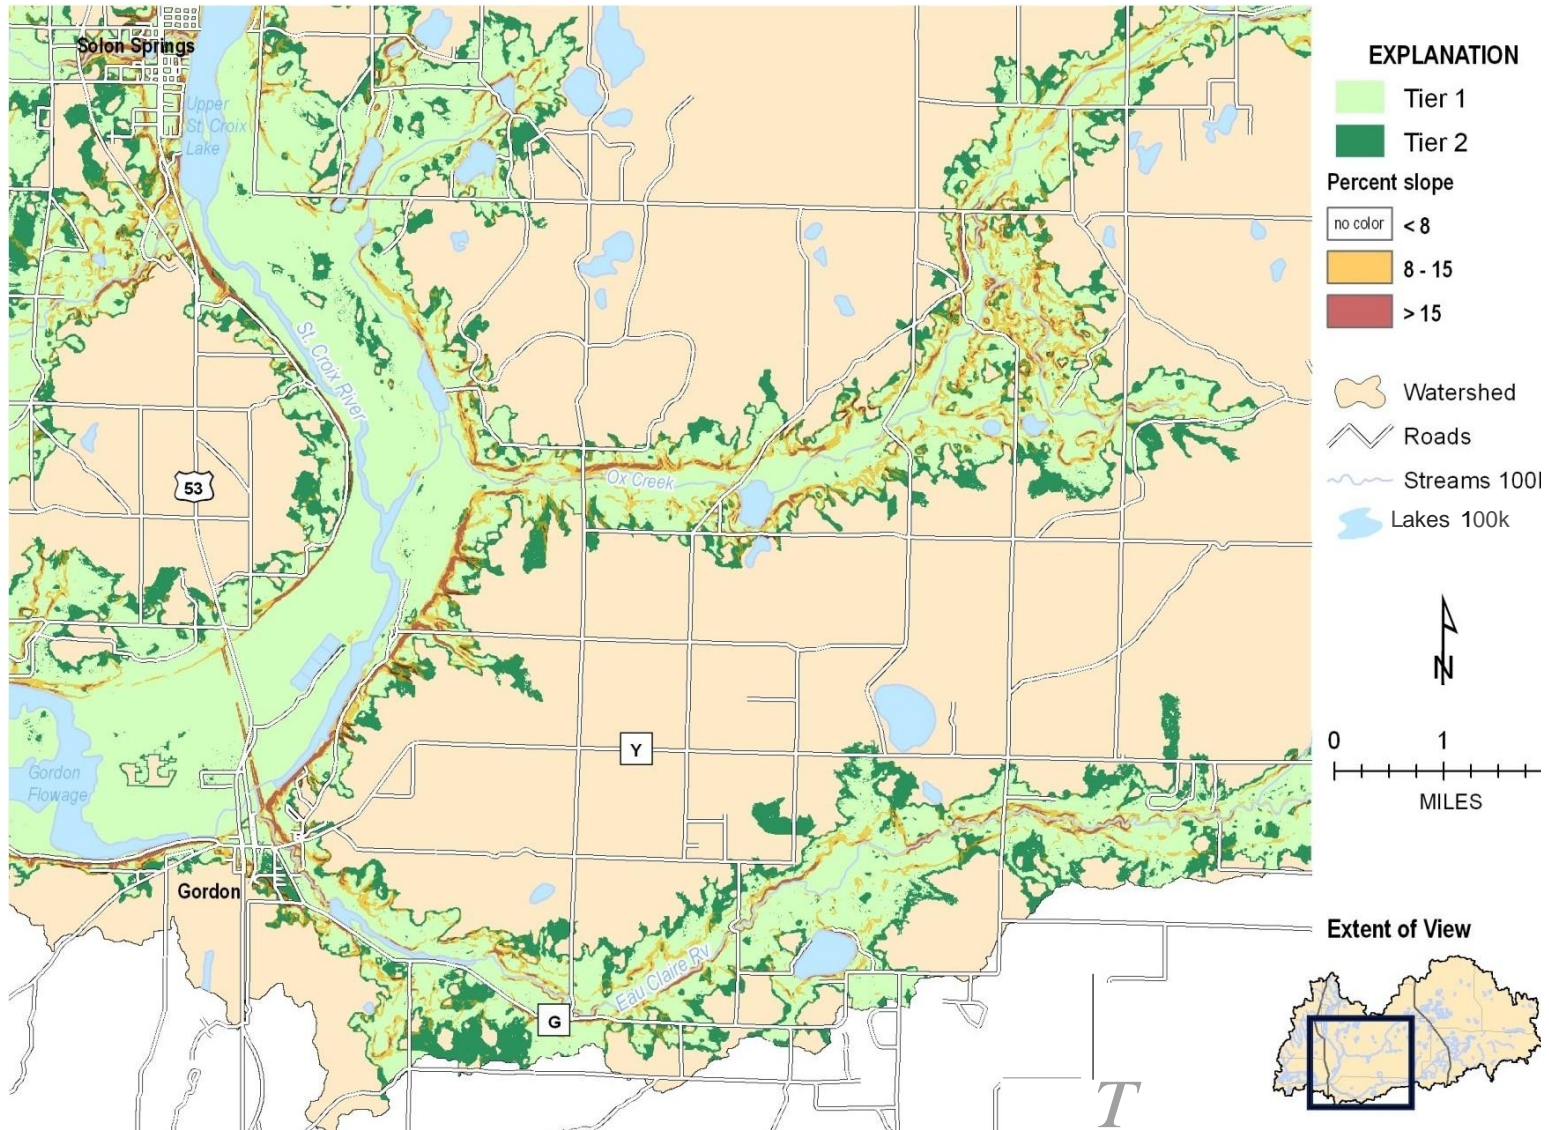 Solon Springs
Upper
St. Croix
Lake
St. Croix River
53
Ox Creek
Y
Gordon
Flowage
Gordon
Eau Claire Rv
G
T
EXPLANATION
Tier 1
Tier 2
Percent slope
no color < 8
8 - 15
> 15
Watershed
Roads
Streams 100
Lakes 100k
N
0 1
MILES
Extent of View